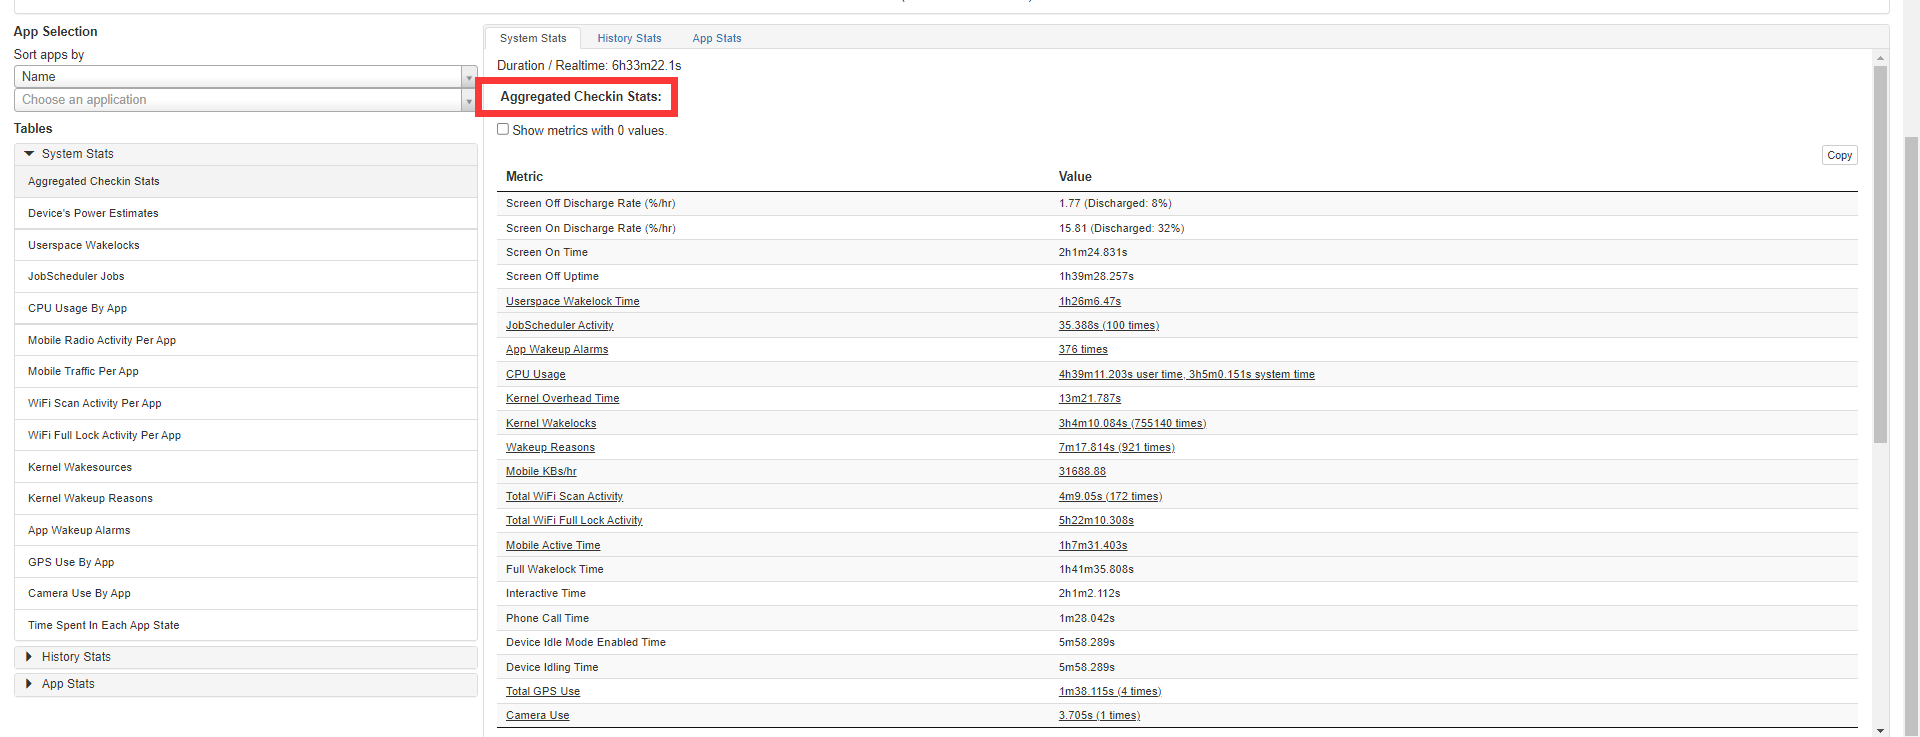 App Selection
Sort apps by
Name
Choose an application
Tables
System Stats
Aggregated Checkin Stats
Device's Power Estimates
Userspace Wakelocks
JobScheduler Jobs
CPU Usage By App
Mobile Radio Activity Per App
Mobile Traffic Per App
WiFi Scan Activity Per App
WiFi Full Lock Activity Per App
Kernel Wakesources
Kernel Wakeup Reasons
App Wakeup Alarms
GPS Use By App
Camera Use By App
Time Spent In Each App State
History Stats
App Stats
System Stats History Stats App Stats
Duration / Realtime: 6h33m22.1s
Aggregated Checkin Stats:
Show metrics with 0 values.
Copy
Metric Value
Screen Off Discharge Rate (%/hr) 1.77 (Discharged: 8%)
Screen On Discharge Rate (%/hr) 15.81 (Discharged: 32%)
Screen On Time 2h1m24.831s
Screen Off Uptime 1h39m28.257s
Userspace Wakelock Time 1h26m6.47s
JobScheduler Activity 35.388s (100 times)
App Wakeup Alarms 376 times
CPU Usage 4h39m11.203s user time, 3h5m0.151s system time
Kernel Overhead Time 13m21.787s
Kernel Wakelocks 3h4m10.084s (755140 times)
Wakeup Reasons 7m17.814s (921 times)
Mobile KBs/hr 31688.88
Total WiFi Scan Activity 4m9.05s (172 times)
Total WiFi Full Lock Activity 5h22m10.308s
Mobile Active Time 1h7m31.403s
Full Wakelock Time 1h41m35.808s
Interactive Time 2h1m2.112s
Phone Call Time 1m28.042s
Device Idle Mode Enabled Time 5m58.289s
Device Idling Time 5m58.289s
Total GPS Use 1m38.115s (4 times)
Camera Use 3.705s (1 times)